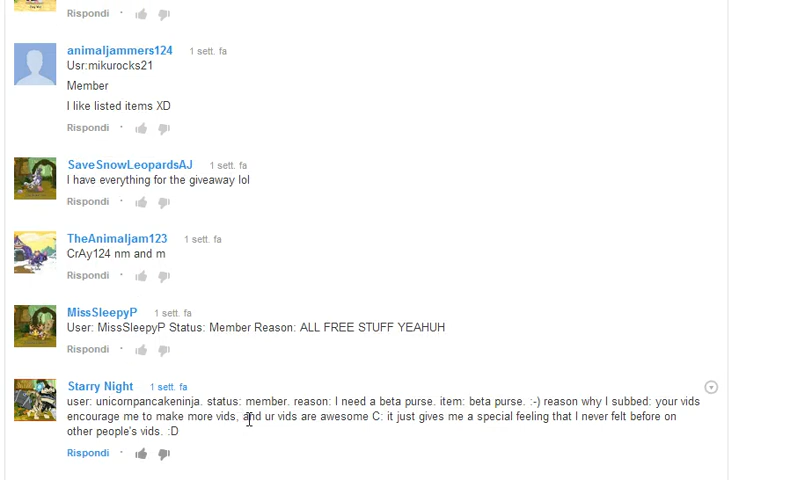 Rispondi ·
animaljammers124 1 sett. fa
Usr:mikurocks21
Member
I like listed items XD
Rispondi ·
SaveSnowLeopardsAJ 1 sett. fa
I have everything for the giveaway lol
Rispondi ·
TheAnimaljam123 1 sett. fa
CrAy124 nm and m
Rispondi ·
MissSleepyP 1 sett. fa
User: MissSleepyP Status: Member Reason: ALL FREE STUFF YEAHUH
Rispondi ·
Starry Night 1 sett. fa
user: unicornpancakeninja. status: member. reason: I need a beta purse. item: beta purse. :-) reason why I subbed: your vids
encourage me to make more vids, and ur vids are awesome C: it just gives me a special feeling that I never felt before on
other people's vids. :D
Rispondi ·